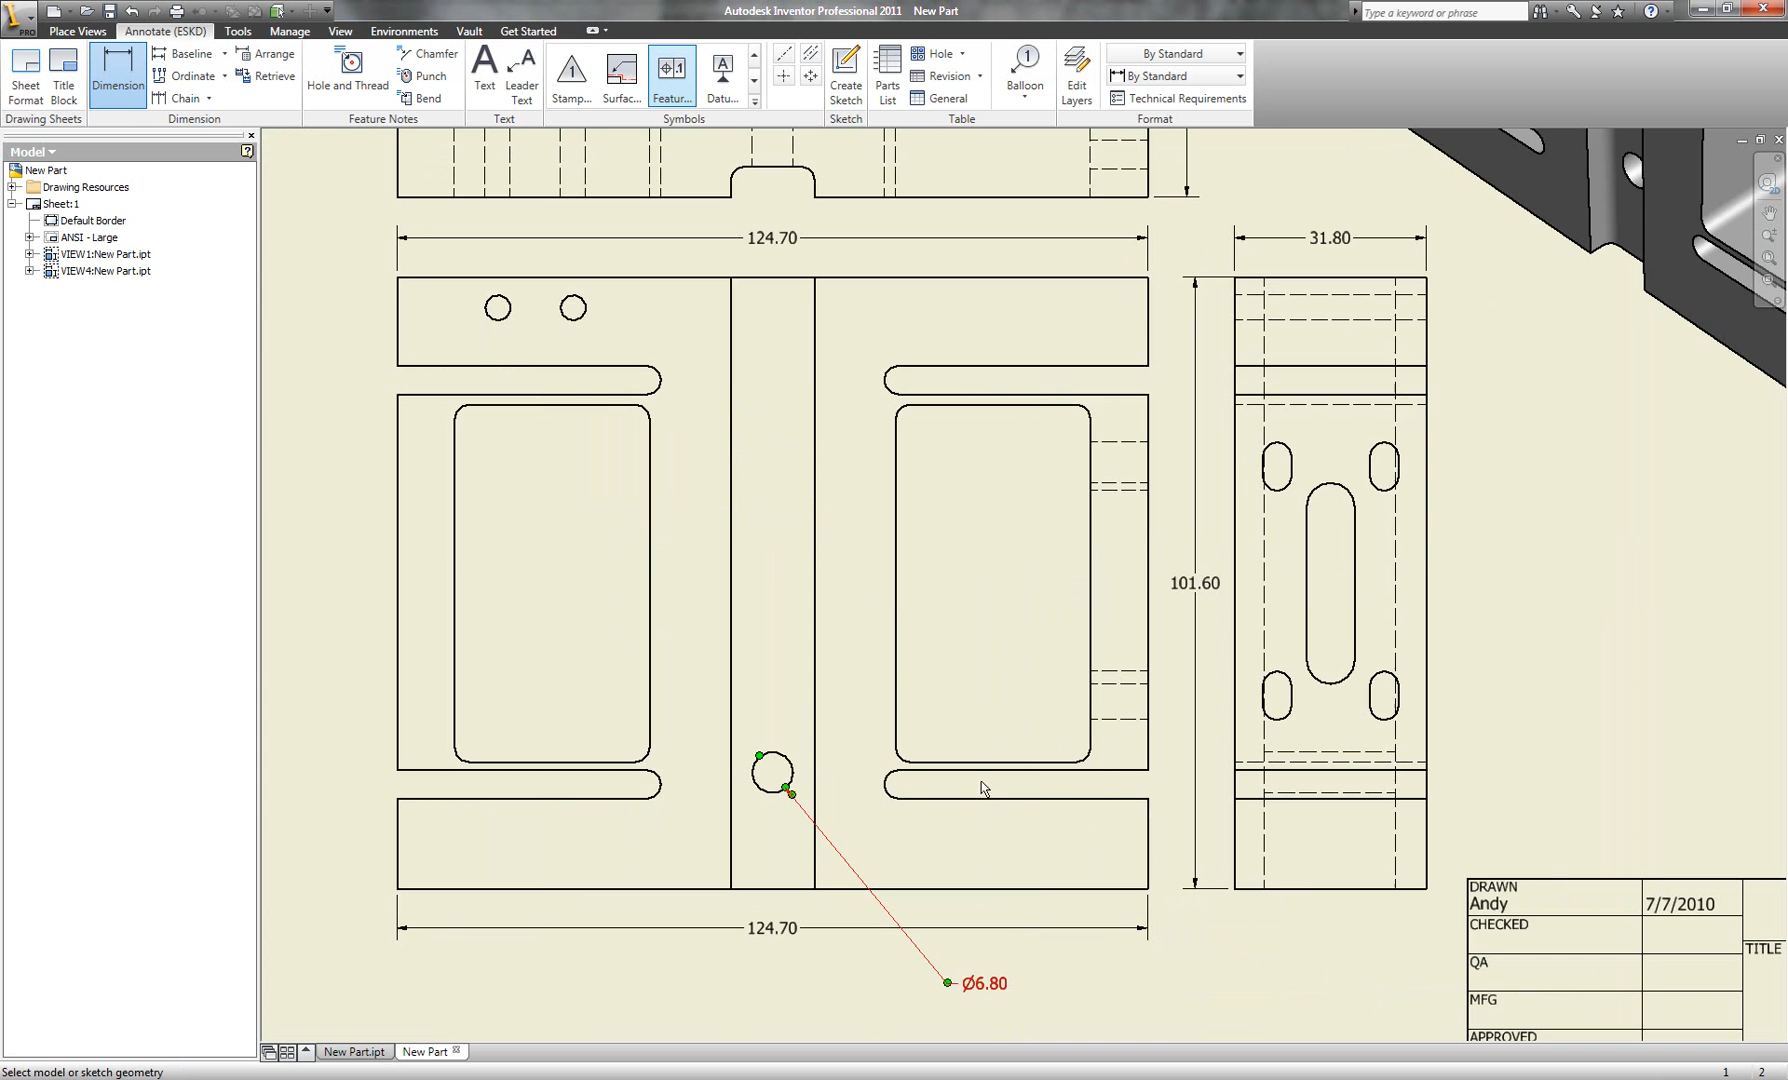 Autodesk Inventor Professional 2011 New Part
Type a keyword or phrase
PRO
Place Views Annotate (ESKD) Tools Manage View Environments Vault Get Started
Sheet Format
Title Block
Drawing Sheets
Dimension
Baseline
Ordinate
Chain
Arrange
Retrieve
Dimension
Hole and Thread
Chamfer
Punch
Bend
Feature Notes
Text
Leader Text
Text
Stamp...
Surfac...
Featur...
Datu...
Symbols
Create Sketch
Sketch
Parts List
Hole
Revision
General
Table
Balloon
Edit Layers
By Standard
By Standard
Technical Requirements
Format
Model
New Part
Drawing Resources
Sheet:1
Default Border
ANSI - Large
VIEW1:New Part.ipt
VIEW4:New Part.ipt
124.70
31.80
101.60
124.70
Ø6.80
DRAWN
Andy
7/7/2010
CHECKED
TITLE
QA
MFG
APPROVED
New Part.ipt
New Part
Select model or sketch geometry
1 2